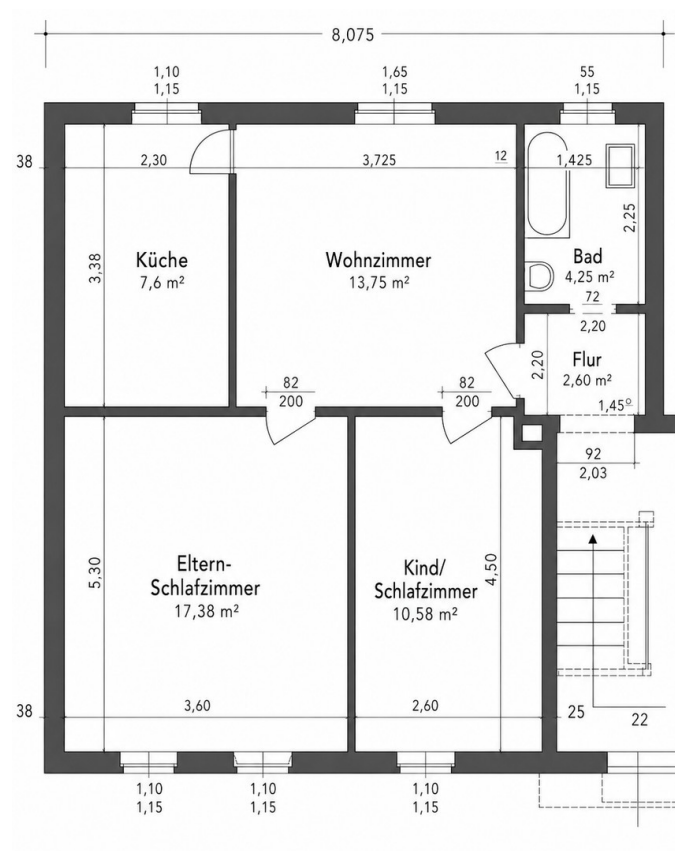 8,075
1,10
1,15
1,65
1,15
55
1,15
38
2,30
3,725
12
1,425
3,38
2,25
Küche
7,6 m²
Wohnzimmer
13,75 m²
Bad
4,25 m²
72
2,20
Flur
2,60 m²
2,20
1,45⁰
82
200
82
200
92
2,03
5,30
Eltern-
Schlafzimmer
17,38 m²
Kind/
Schlafzimmer
10,58 m²
4,50
38
3,60
2,60
25
22
1,10
1,15
1,10
1,15
1,10
1,15